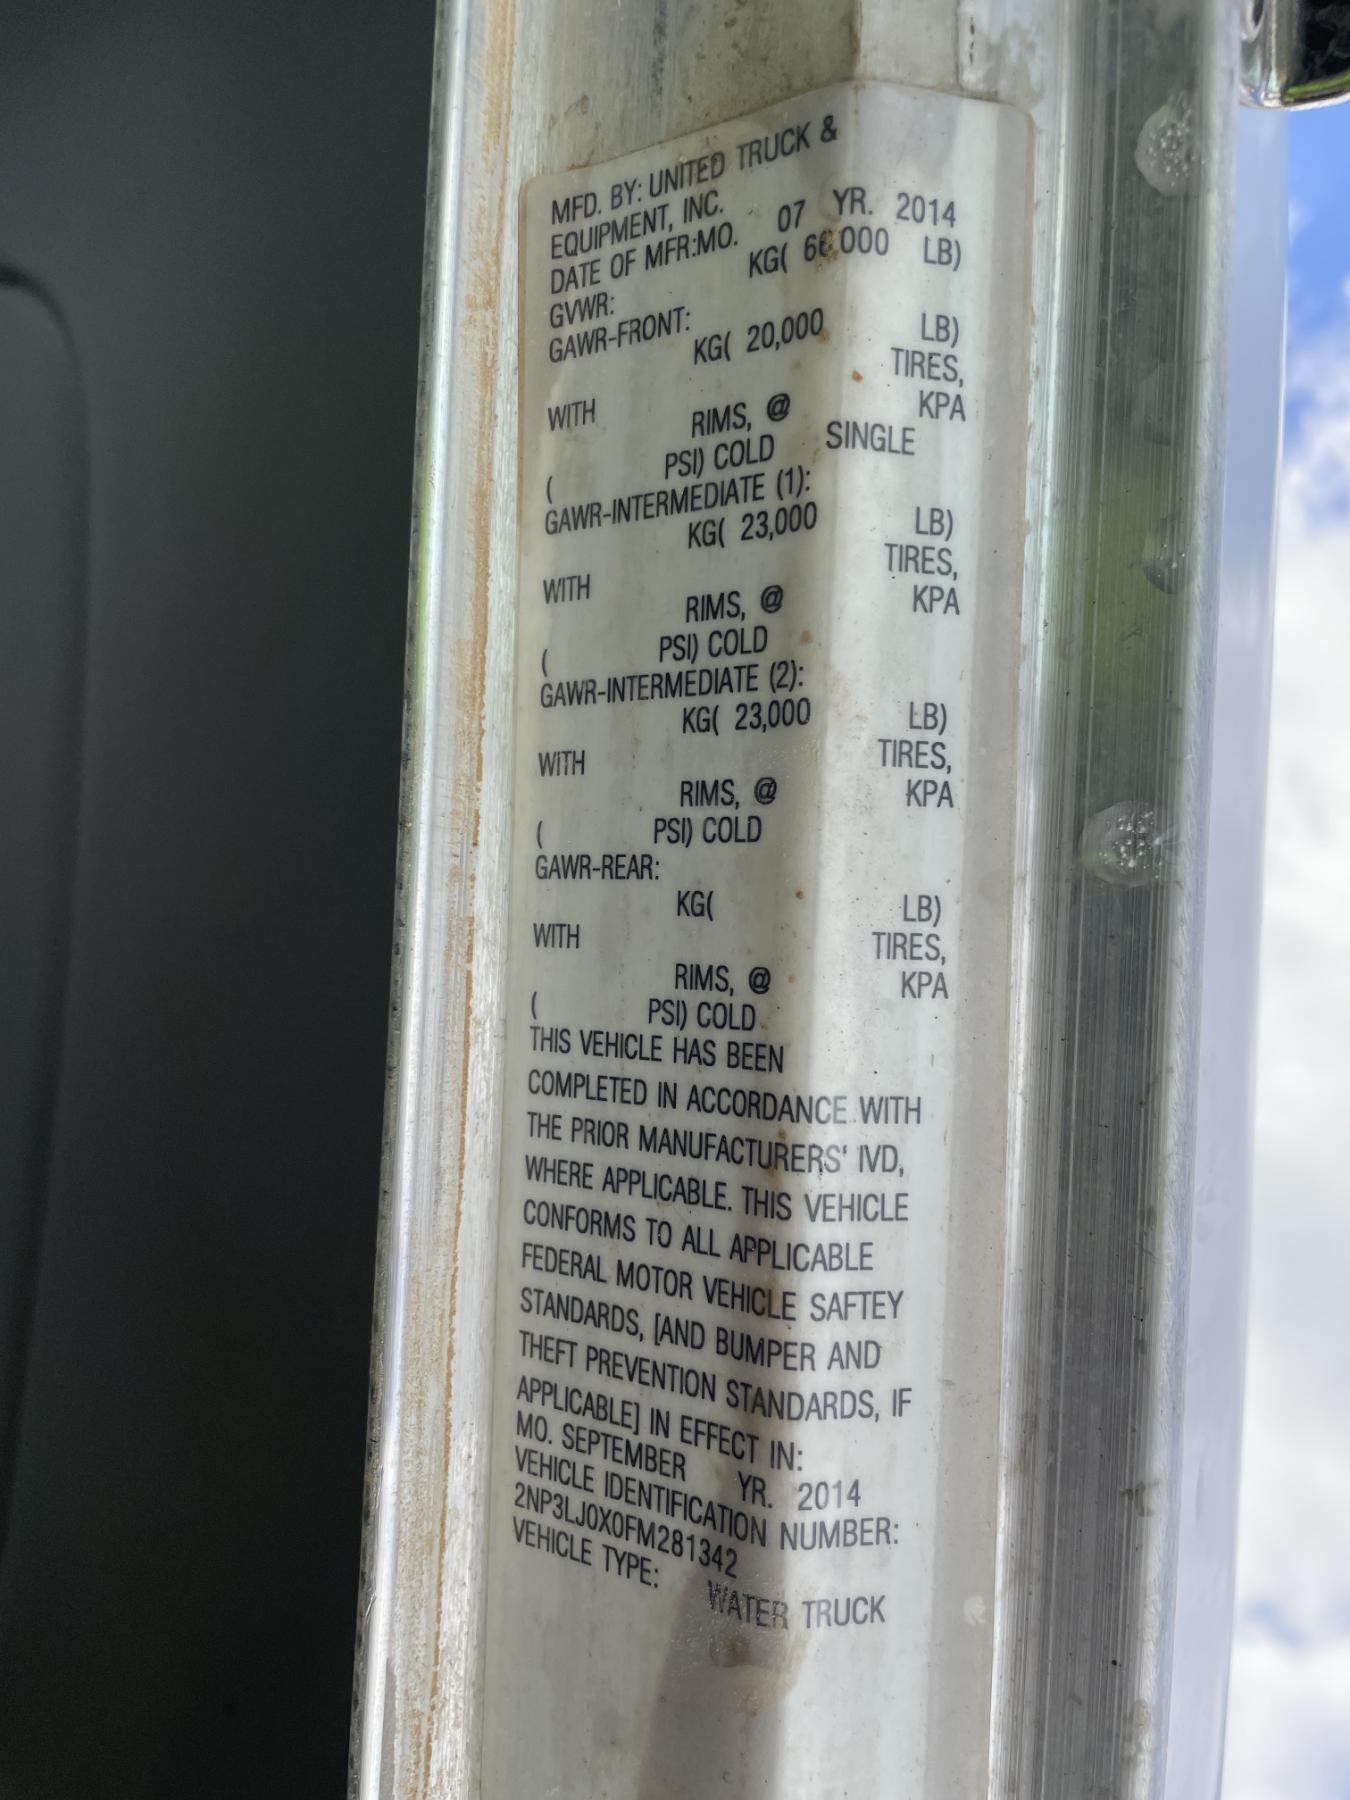 MFD. BY: UNITED TRUCK &
EQUIPMENT, INC.
DATE OF MFR:MO. 07 YR. 2014
GVWR: KG( 66,000 LB)
GAWR-FRONT:
KG( 20,000 LB)
TIRES,
WITH RIMS, @ KPA
( PSI) COLD SINGLE
GAWR-INTERMEDIATE (1):
KG( 23,000 LB)
TIRES,
WITH RIMS, @ KPA
( PSI) COLD
GAWR-INTERMEDIATE (2):
KG( 23,000 LB)
WITH TIRES,
RIMS, @ KPA
( PSI) COLD
GAWR-REAR:
KG( LB)
WITH TIRES,
RIMS, @ KPA
( PSI) COLD
THIS VEHICLE HAS BEEN
COMPLETED IN ACCORDANCE WITH
THE PRIOR MANUFACTURERS' IVD,
WHERE APPLICABLE. THIS VEHICLE
CONFORMS TO ALL APPLICABLE
FEDERAL MOTOR VEHICLE SAFTEY
STANDARDS, [AND BUMPER AND
THEFT PREVENTION STANDARDS, IF
APPLICABLE] IN EFFECT IN:
MO. SEPTEMBER YR. 2014
VEHICLE IDENTIFICATION NUMBER:
2NP3LJ0X0FM281342
VEHICLE TYPE: WATER TRUCK